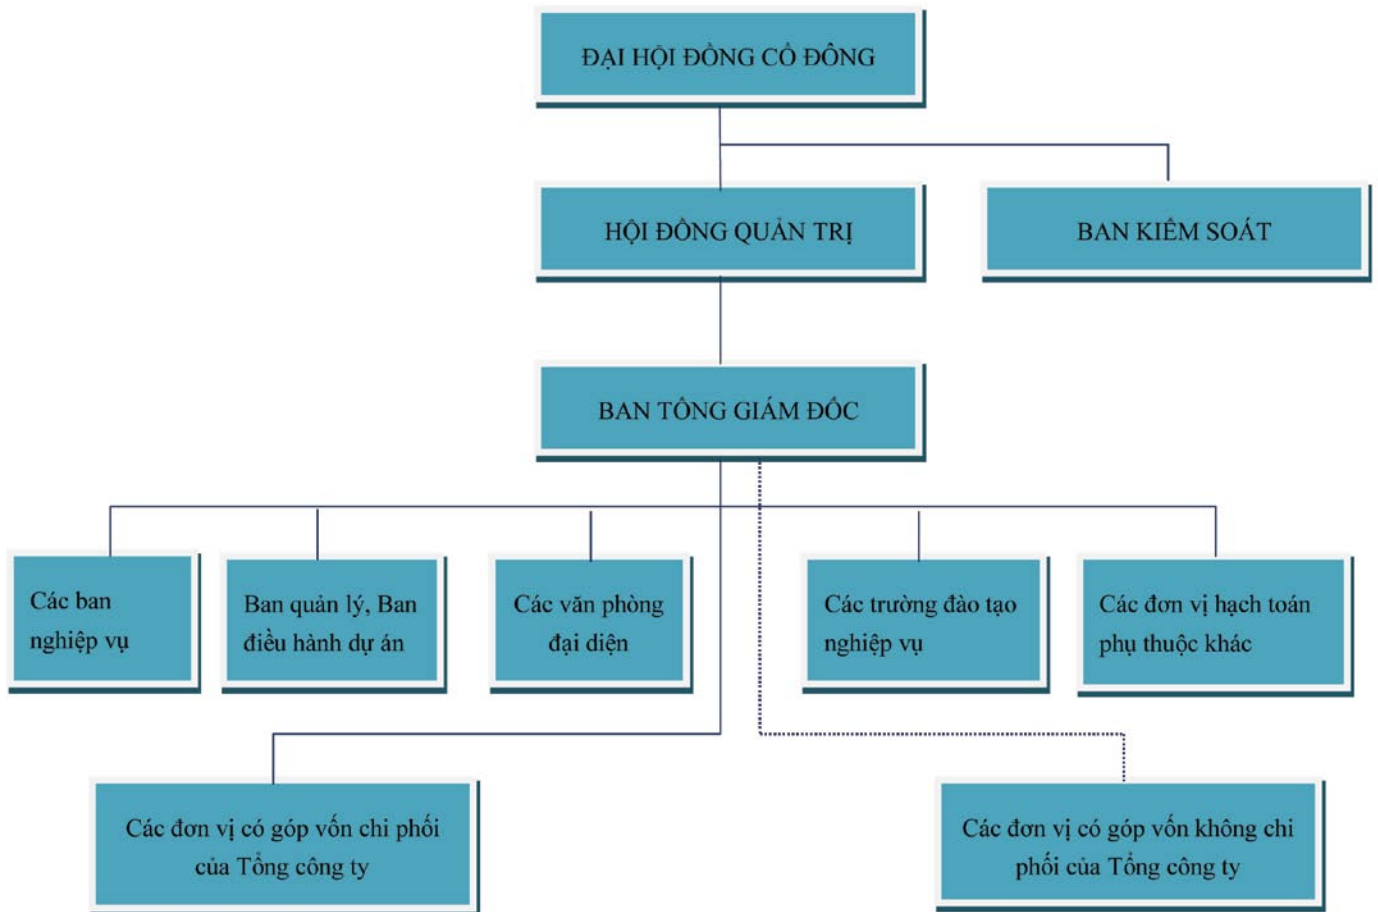 ĐẠI HỘI ĐỒNG CỔ ĐÔNG
HỘI ĐỒNG QUẢN TRỊ
BAN KIỂM SOÁT
BAN TỔNG GIÁM ĐỐC
Các ban
nghiệp vụ
Ban quản lý, Ban
điều hành dự án
Các văn phòng
đại diện
Các trường đào tạo
nghiệp vụ
Các đơn vị hạch toán
phụ thuộc khác
Các đơn vị có góp vốn chi phối
của Tổng công ty
Các đơn vị có góp vốn không chi
phối của Tổng công ty